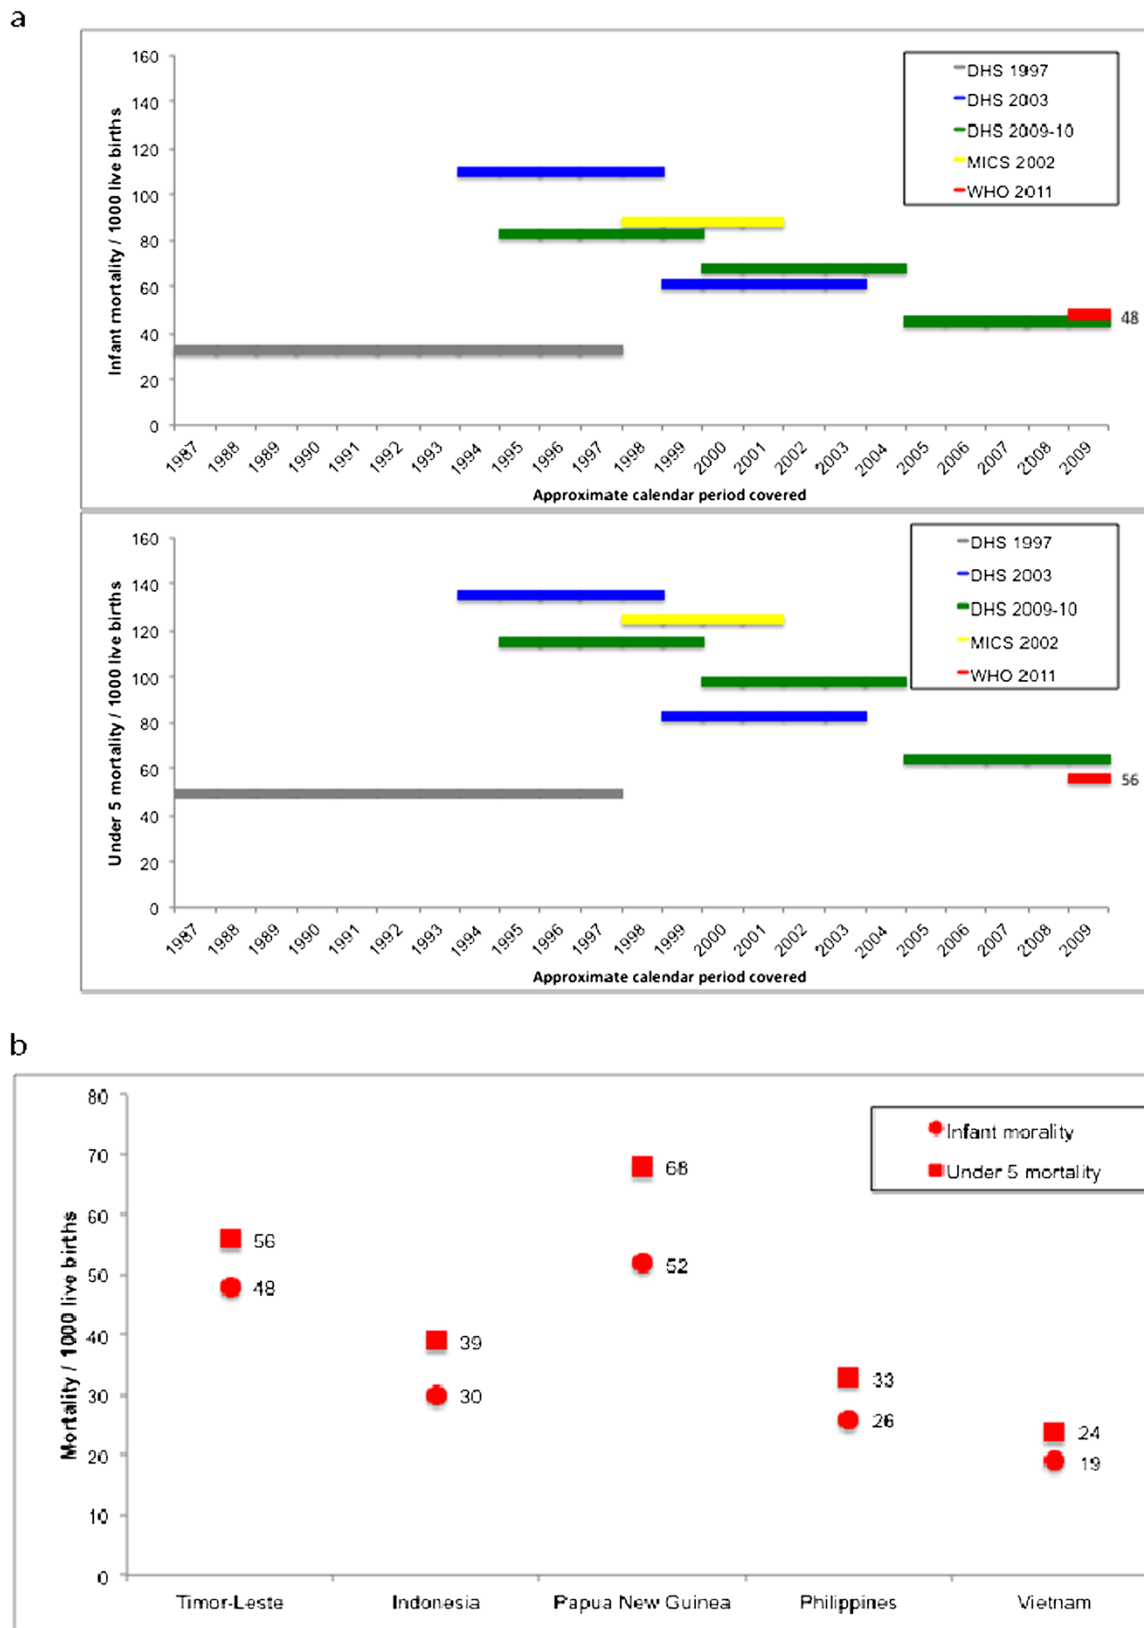 a
Infant mortality / 1000 live births
160
140
120
100
80
60
40
20
0
DHS 1997
DHS 2003
DHS 2009-10
MICS 2002
WHO 2011
48
1987 1988 1989 1990 1991 1992 1993 1994 1995 1996 1997 1998 1999 2000 2001 2002 2003 2004 2005 2006 2007 2008 2009
Approximate calendar period covered
Under 5 mortality / 1000 live births
160
140
120
100
80
60
40
20
0
DHS 1997
DHS 2003
DHS 2009-10
MICS 2002
WHO 2011
56
1987 1988 1989 1990 1991 1992 1993 1994 1995 1996 1997 1998 1999 2000 2001 2002 2003 2004 2005 2006 2007 2008 2009
Approximate calendar period covered
b
Mortality / 1000 live births
80
70
60
50
40
30
20
10
0
Infant morality
Under 5 mortality
56
48
39
30
68
52
33
26
24
19
Timor-Leste Indonesia Papua New Guinea Philippines Vietnam